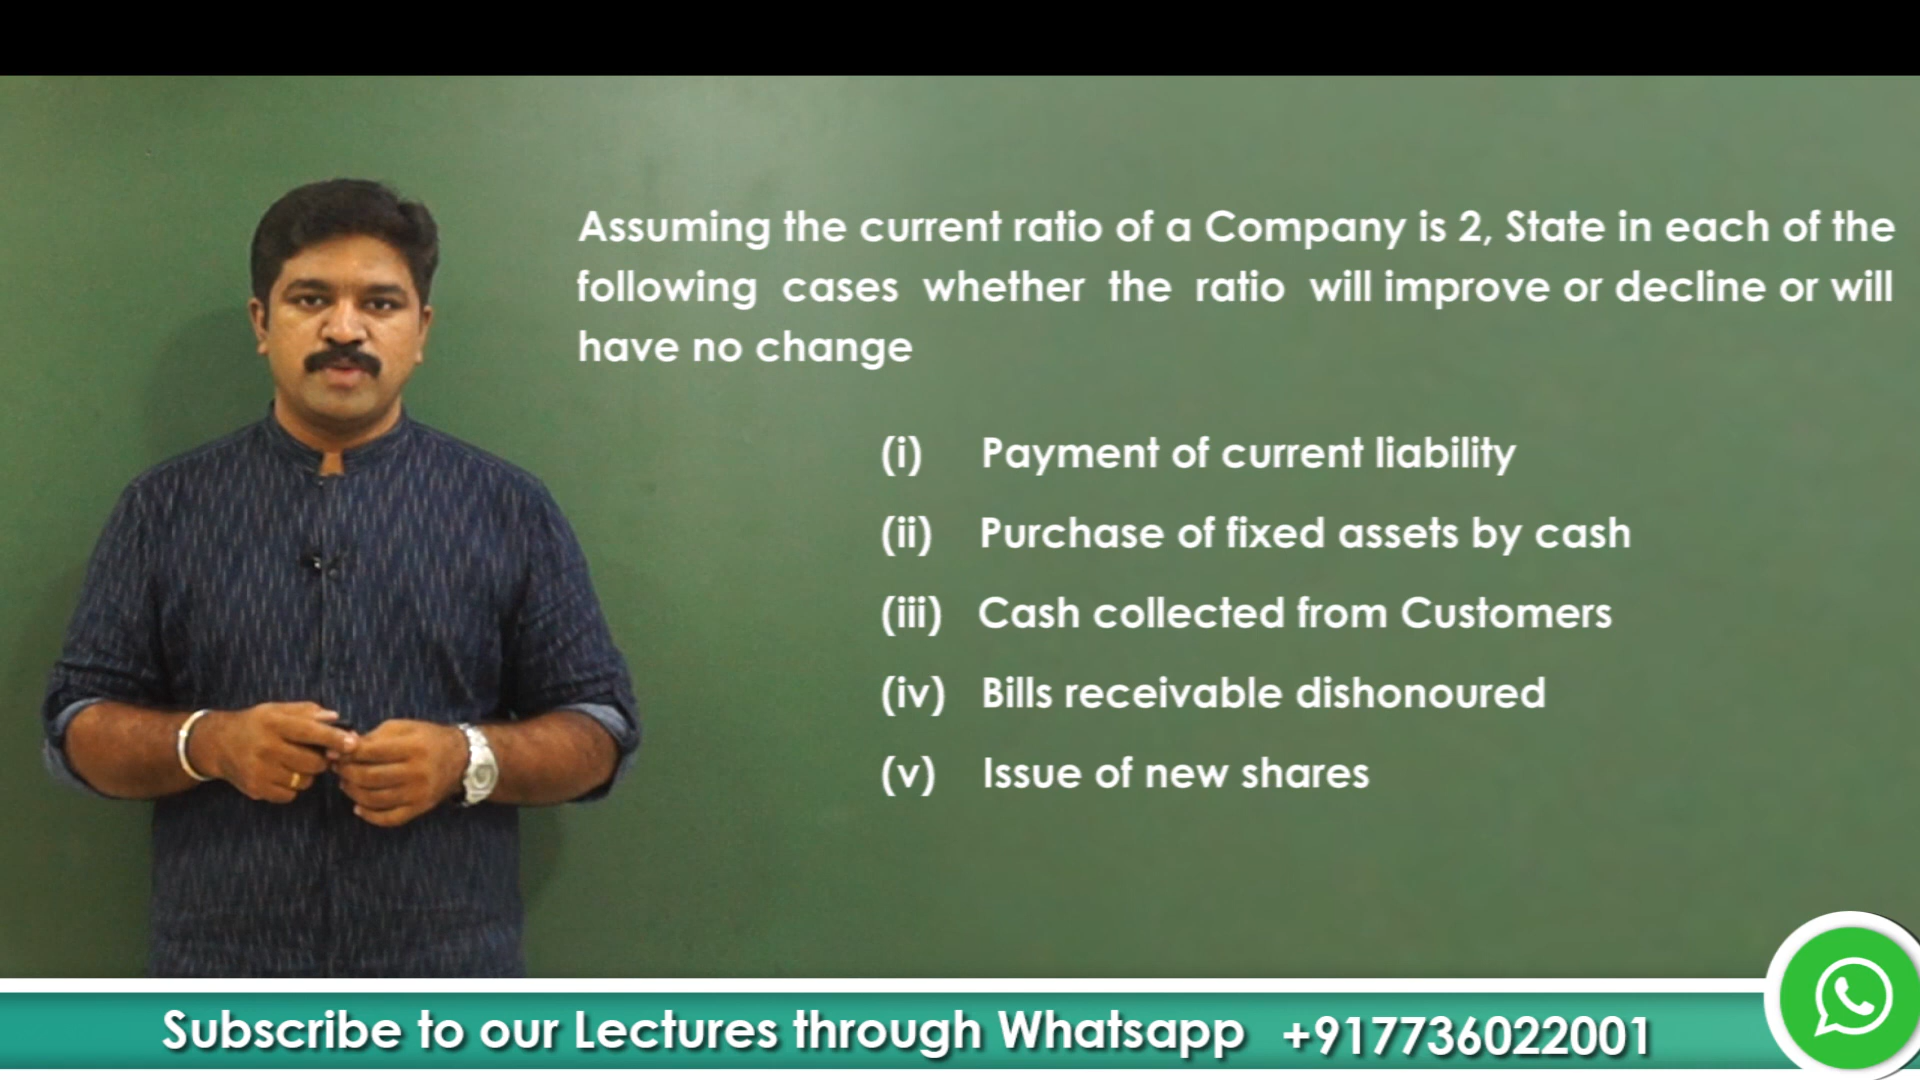 Assuming the current ratio of a Company is 2, State in each of the
following cases whether the ratio will improve or decline or will
have no change
(i) Payment of current liability
(ii) Purchase of fixed assets by cash
(iii) Cash collected from Customers
(iv) Bills receivable dishonoured
(v) Issue of new shares
Subscribe to our Lectures through Whatsapp +917736022001